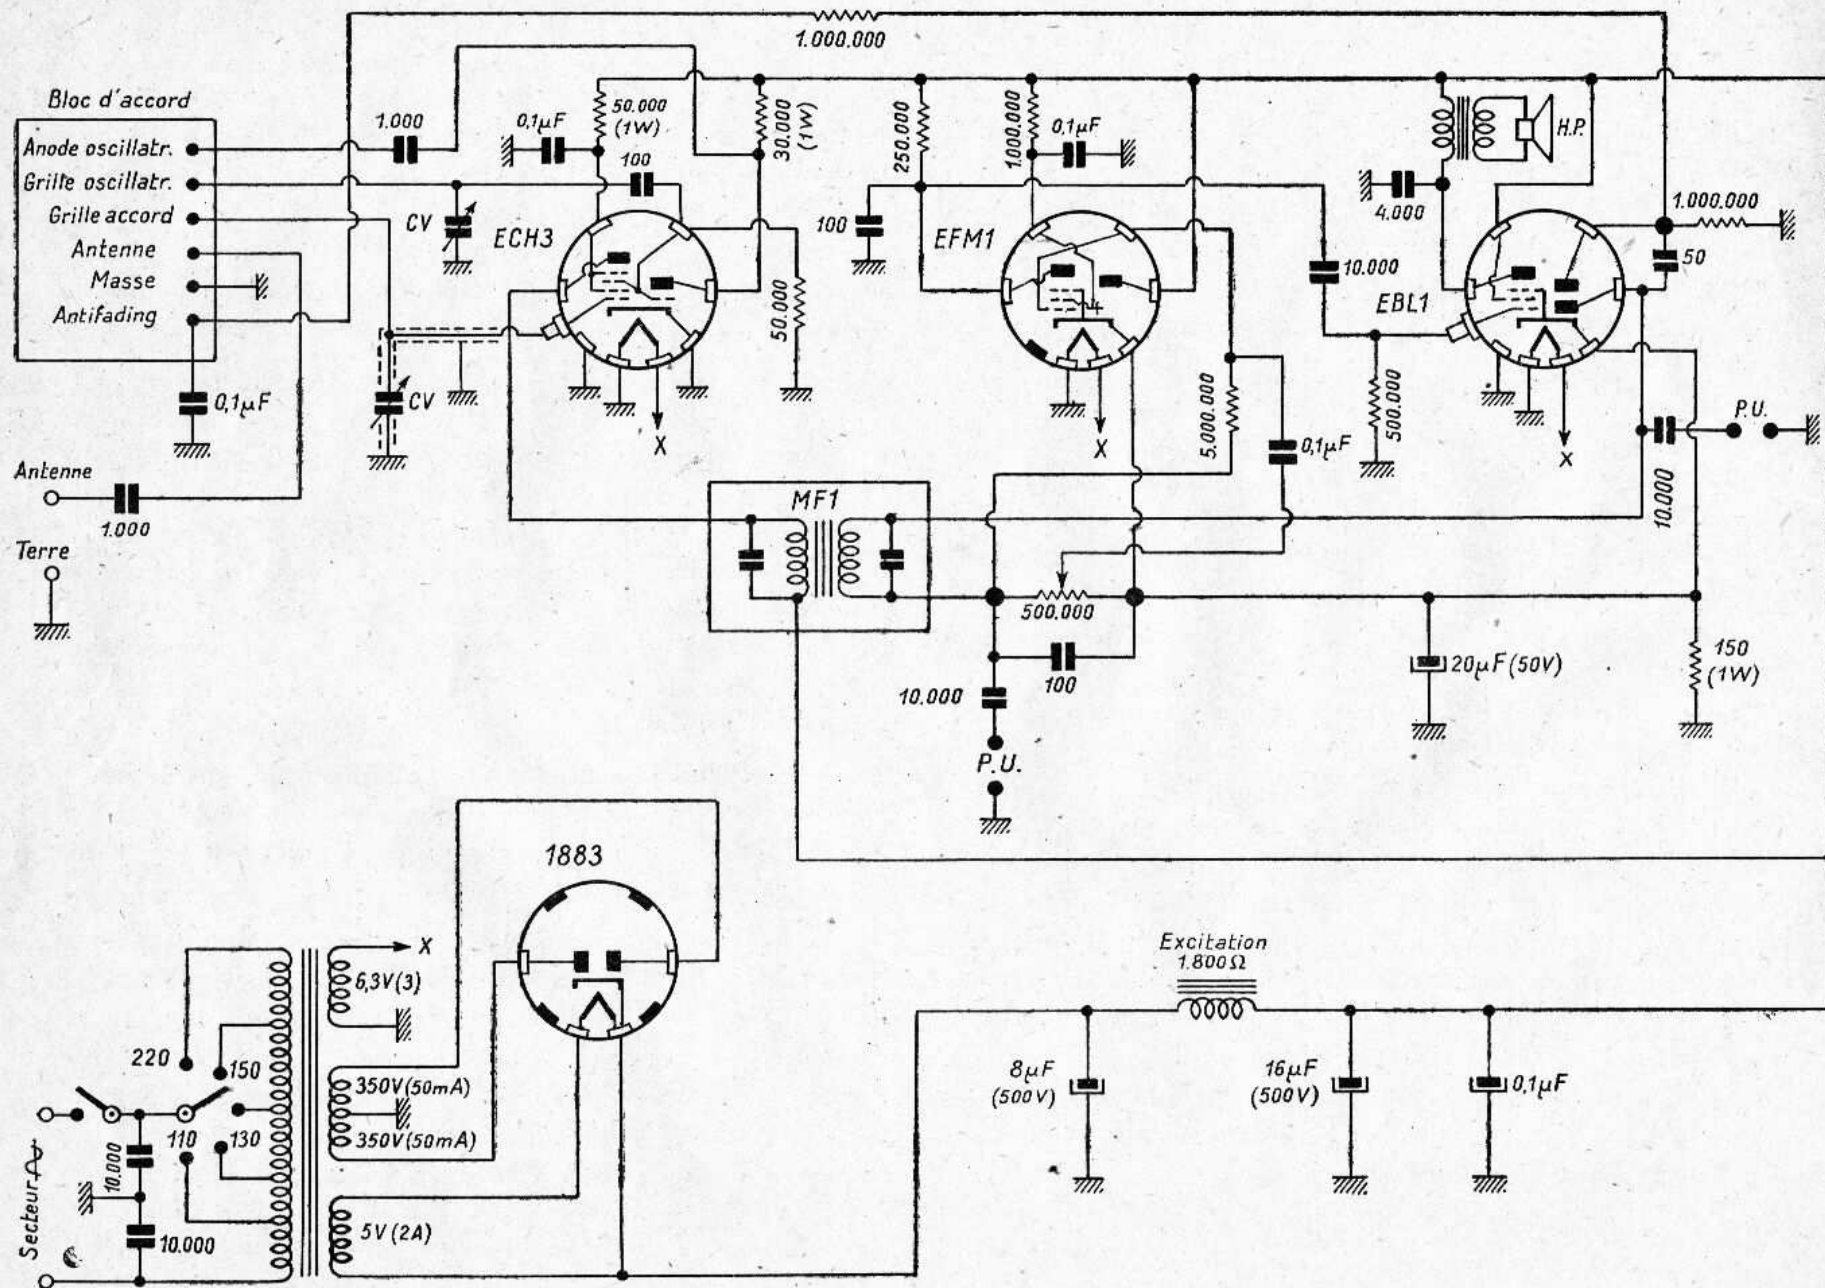 1.000.000
Bloc d'accord
Anode oscillatr.
Grille oscillatr.
Grille accord
Antenne
Masse
Antifading
1.000
0,1µF
50.000
(1W)
100
30.000
(1W)
CV
ECH3
50.000
X
CV
0,1µF
Antenne
1.000
Terre
250.000
1.000.000
0,1µF
100
EFM1
10.000
X
5.000.000
0,1µF
500.000
H.P.
4.000
1.000.000
50
EBL1
X
P.U.
10.000
MF1
500.000
100
10.000
P.U.
20µF (50V)
150
(1W)
1883
X
6,3V(3)
350V(50mA)
350V(50mA)
5V(2A)
220
150
110
130
10.000
10.000
Secteur
Excitation
1.800Ω
8µF
(500V)
16µF
(500V)
0,1µF